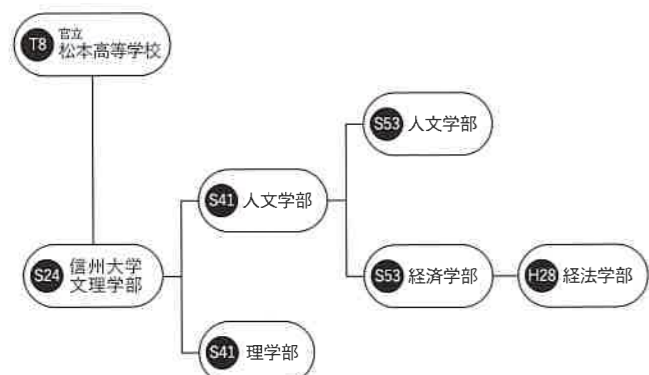 T8 官立
松本高等学校
S53 人文学部
S41 人文学部
S24 信州大学
文理学部
S53 経済学部
H28 経法学部
S41 理学部